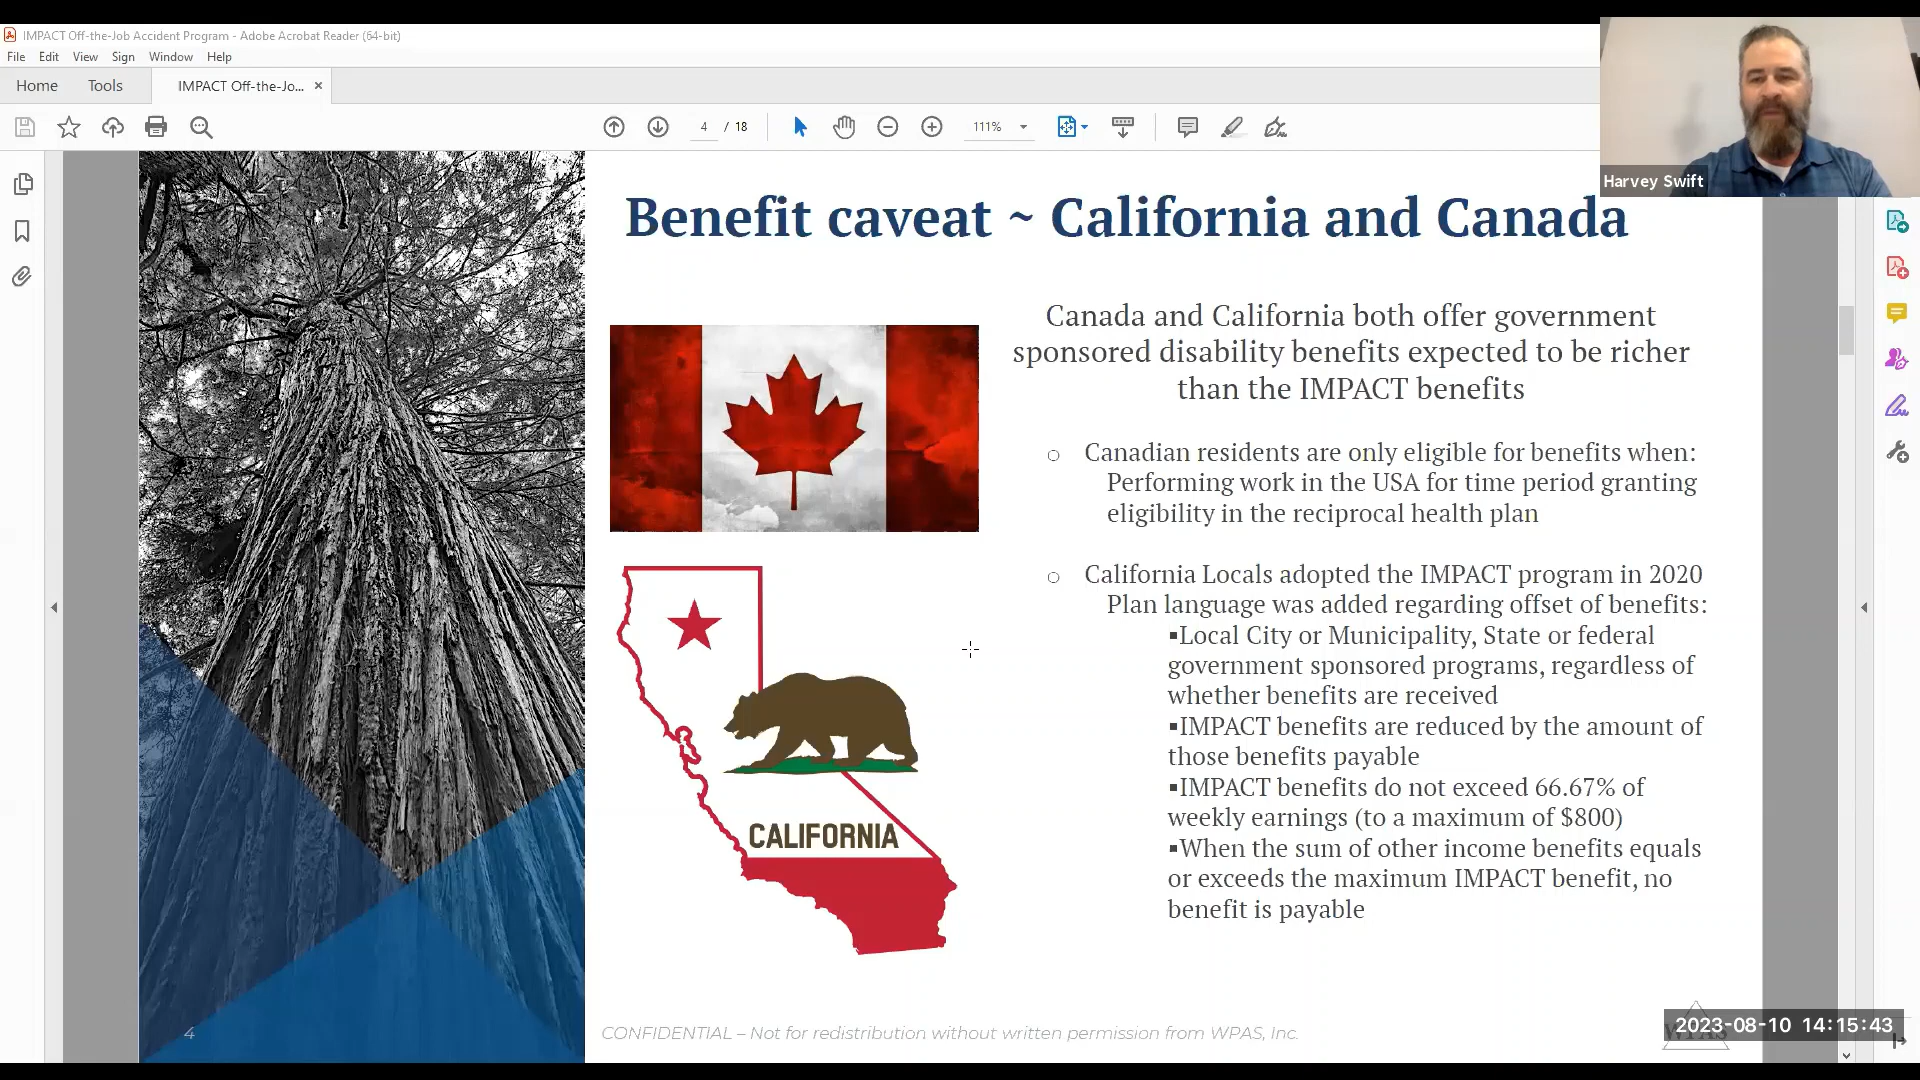 IMPACT Off-the-Job Accident Program - Adobe Acrobat Reader (64-bit)
File Edit View Sign Window Help
Home Tools IMPACT Off-the-Jo... ×
4 / 18 111%
Harvey Swift
Benefit caveat ~ California and Canada
Canada and California both offer government
sponsored disability benefits expected to be richer
than the IMPACT benefits
○ Canadian residents are only eligible for benefits when:
Performing work in the USA for time period granting
eligibility in the reciprocal health plan
○ California Locals adopted the IMPACT program in 2020
Plan language was added regarding offset of benefits:
▪Local City or Municipality, State or federal
government sponsored programs, regardless of
whether benefits are received
▪IMPACT benefits are reduced by the amount of
those benefits payable
▪IMPACT benefits do not exceed 66.67% of
weekly earnings (to a maximum of $800)
▪When the sum of other income benefits equals
or exceeds the maximum IMPACT benefit, no
benefit is payable
CALIFORNIA
4
CONFIDENTIAL – Not for redistribution without written permission from WPAS, Inc.
WPAS
2023-08-10 14:15:43